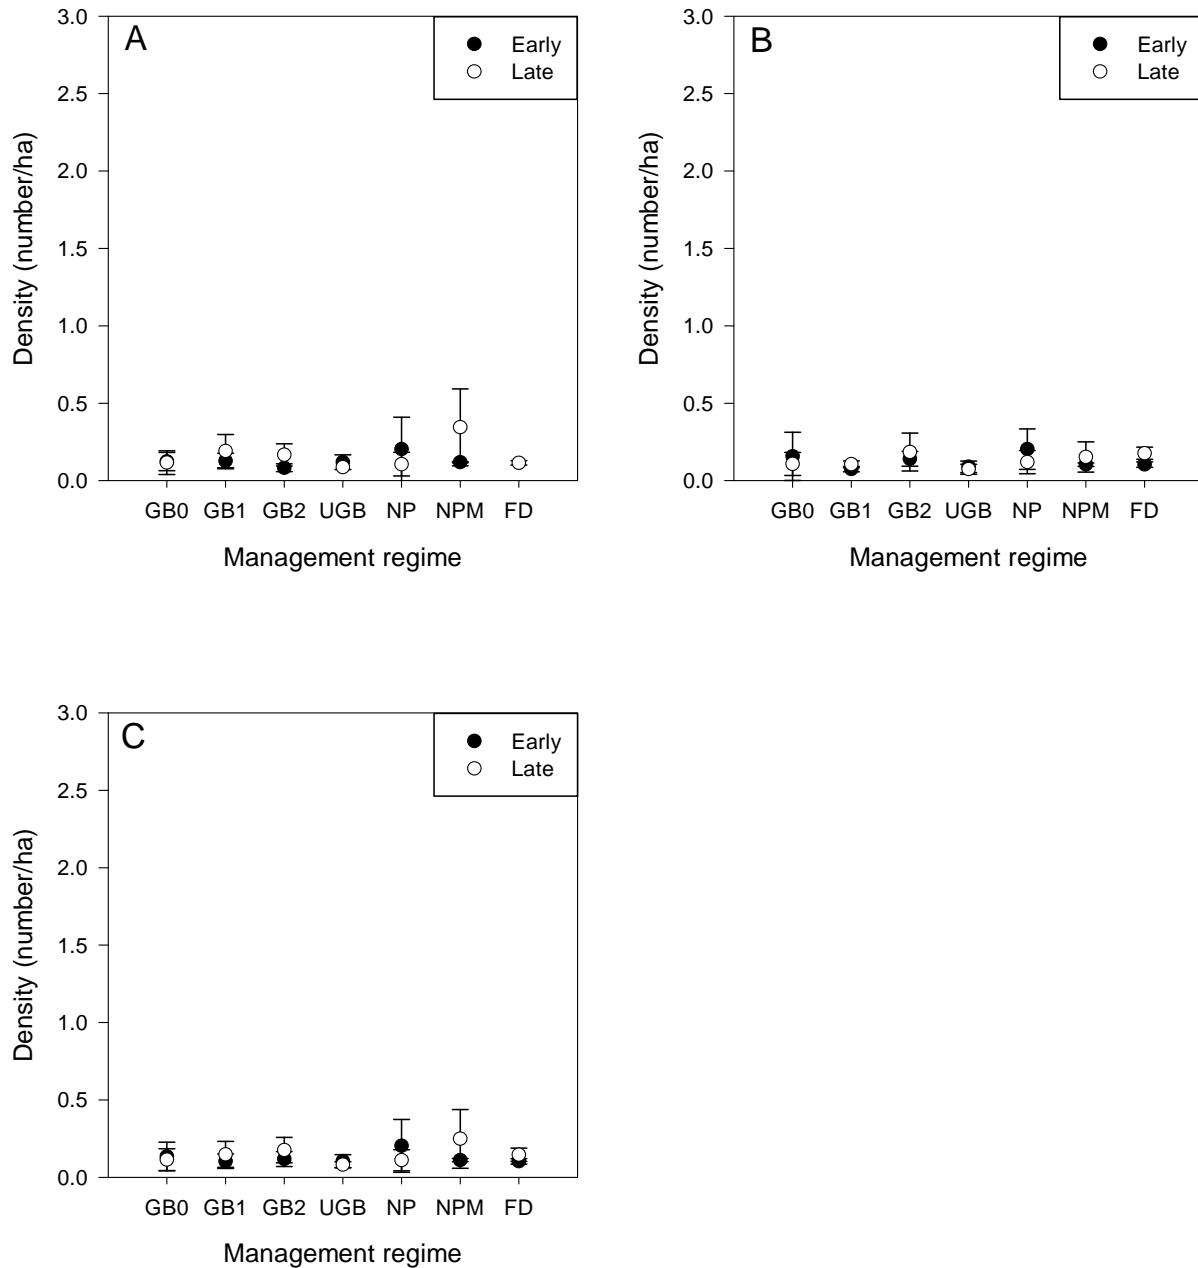 A
Early
Late
3.0
2.5
2.0
1.5
1.0
0.5
0.0
Density (number/ha)
GB0 GB1 GB2 UGB NP NPM FD
Management regime
B
Early
Late
3.0
2.5
2.0
1.5
1.0
0.5
0.0
Density (number/ha)
GB0 GB1 GB2 UGB NP NPM FD
Management regime
C
Early
Late
3.0
2.5
2.0
1.5
1.0
0.5
0.0
Density (number/ha)
GB0 GB1 GB2 UGB NP NPM FD
Management regime